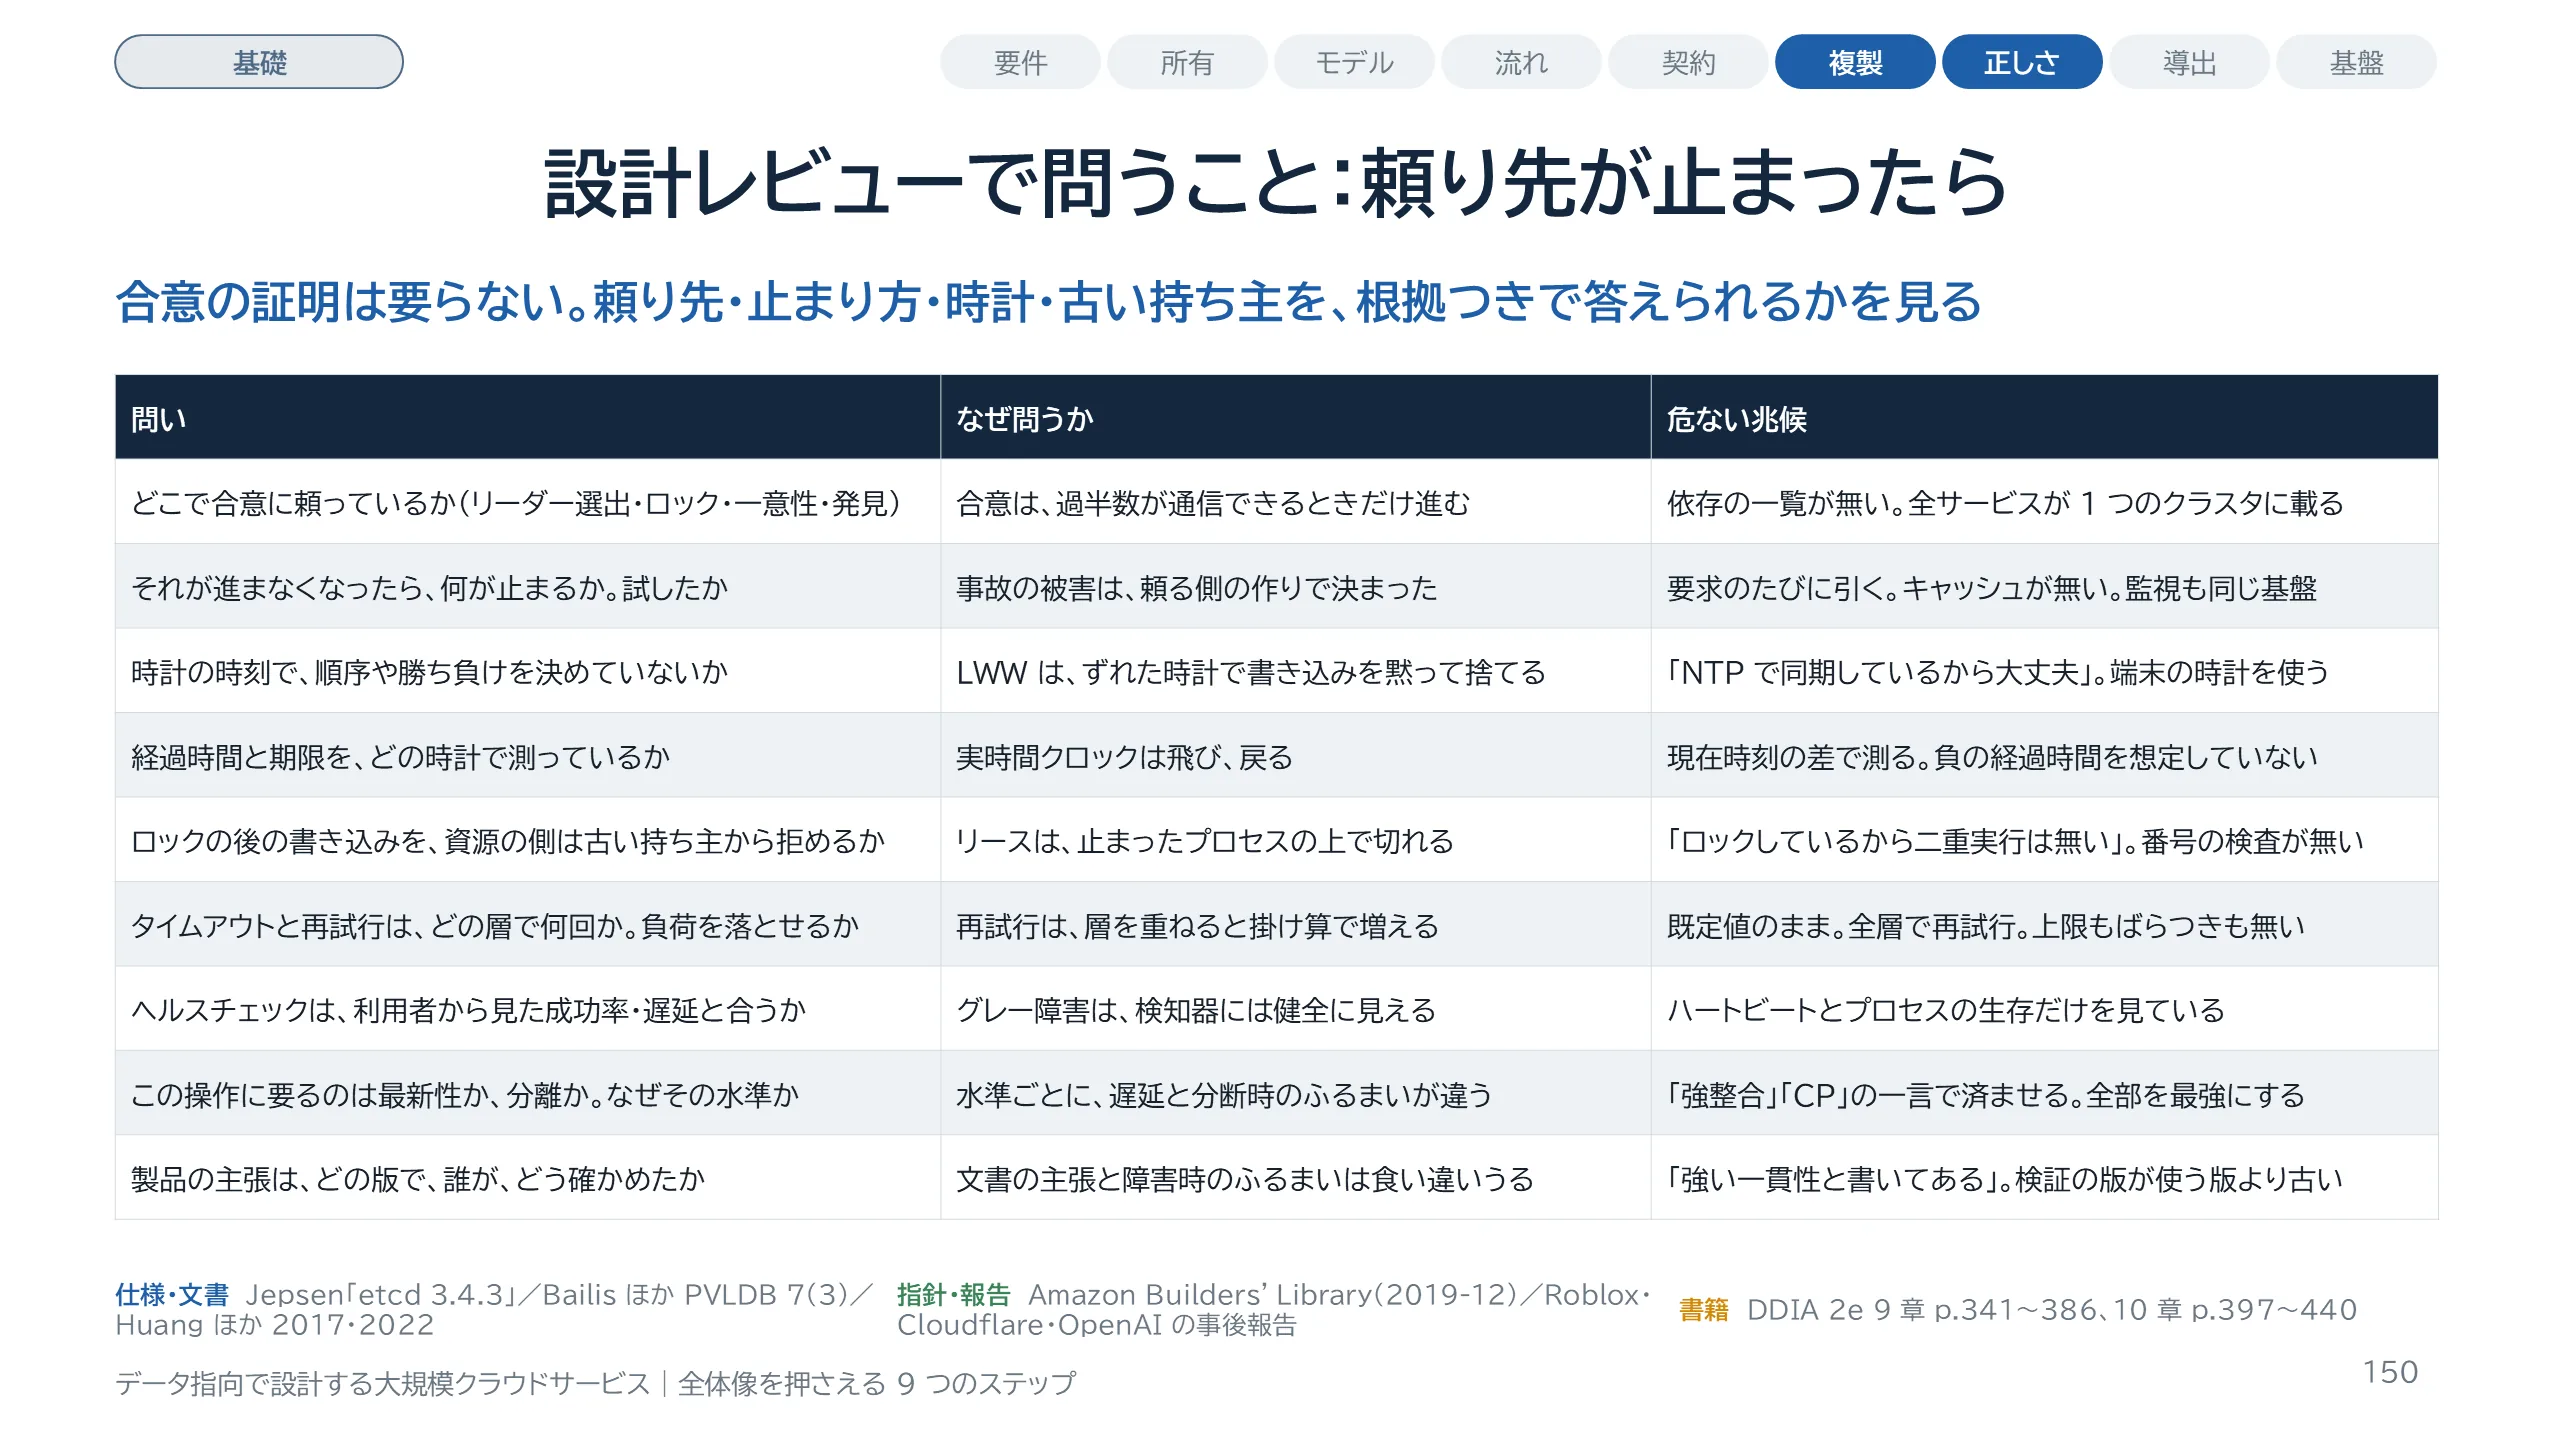 基礎
要件
所有
モデル
流れ
契約
複製
正しさ
導出
基盤
設計レビューで問うこと：頼り先が止まったら
合意の証明は要らない。頼り先・止まり方・時計・古い持ち主を、根拠つきで答えられるかを見る
問い
なぜ問うか
危ない兆候
どこで合意に頼っているか（リーダー選出・ロック・一意性・発見）
合意は、過半数が通信できるときだけ進む
依存の一覧が無い。全サービスが 1 つのクラスタに載る
それが進まなくなったら、何が止まるか。試したか
事故の被害は、頼る側の作りで決まった
要求のたびに引く。キャッシュが無い。監視も同じ基盤
時計の時刻で、順序や勝ち負けを決めていないか
LWW は、ずれた時計で書き込みを黙って捨てる
「NTP で同期しているから大丈夫」。端末の時計を使う
経過時間と期限を、どの時計で測っているか
実時間クロックは飛び、戻る
現在時刻の差で測る。負の経過時間を想定していない
ロックの後の書き込みを、資源の側は古い持ち主から拒めるか
リースは、止まったプロセスの上で切れる
「ロックしているから二重実行は無い」。番号の検査が無い
タイムアウトと再試行は、どの層で何回か。負荷を落とせるか
再試行は、層を重ねると掛け算で増える
既定値のまま。全層で再試行。上限もばらつきも無い
ヘルスチェックは、利用者から見た成功率・遅延と合うか
グレー障害は、検知器には健全に見える
ハートビートとプロセスの生存だけを見ている
この操作に要るのは最新性か、分離か。なぜその水準か
水準ごとに、遅延と分断時のふるまいが違う
「強整合」「CP」の一言で済ませる。全部を最強にする
製品の主張は、どの版で、誰が、どう確かめたか
文書の主張と障害時のふるまいは食い違いうる
「強い一貫性と書いてある」。検証の版が使う版より古い
仕様・文書 Jepsen「etcd 3.4.3」／Bailis ほか PVLDB 7(3)／
Huang ほか 2017・2022
指針・報告 Amazon Builders’ Library（2019-12）／Roblox・
Cloudflare・OpenAI の事後報告
書籍 DDIA 2e 9 章 p.341～386、10 章 p.397～440
データ指向で設計する大規模クラウドサービス｜全体像を押さえる 9 つのステップ
150